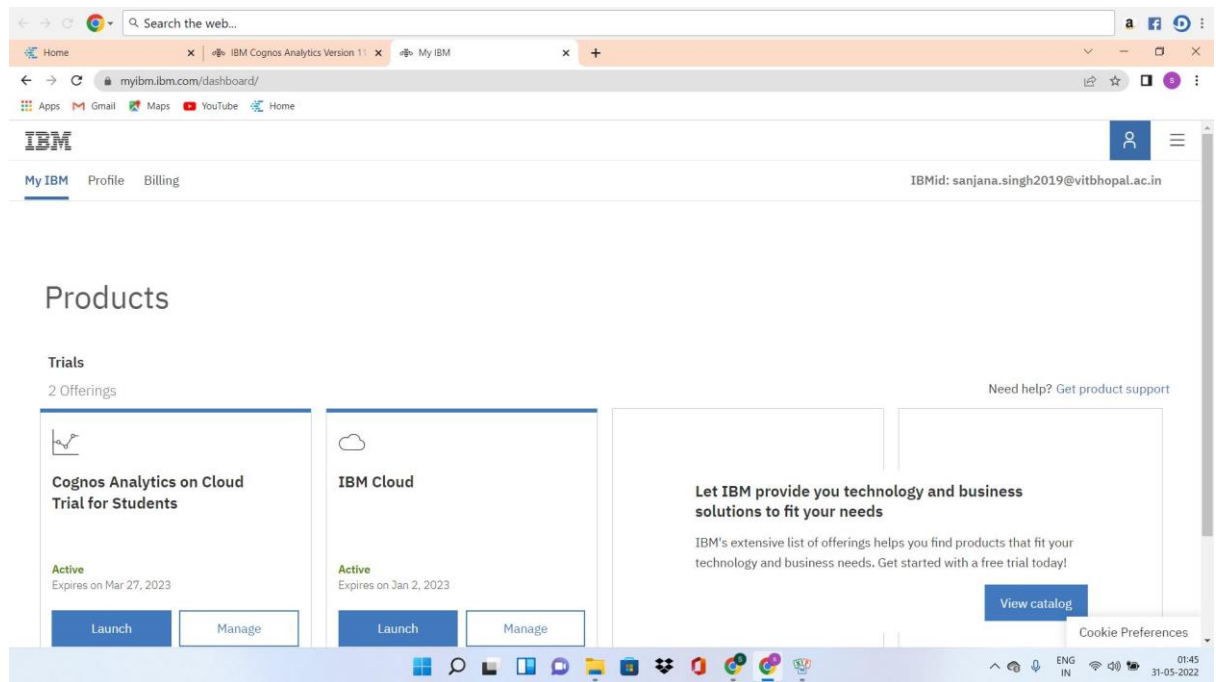 Search the web...
Home
IBM Cognos Analytics Version 11
My IBM
myibm.ibm.com/dashboard/
Apps
Gmail
Maps
YouTube
Home
IBM
My IBM
Profile
Billing
IBMid: sanjana.singh2019@vitbhopal.ac.in
Products
Trials
2 Offerings
Need help? Get product support
Cognos Analytics on Cloud
Trial for Students
Active
Expires on Mar 27, 2023
Launch
Manage
IBM Cloud
Active
Expires on Jan 2, 2023
Launch
Manage
Let IBM provide you technology and business
solutions to fit your needs
IBM's extensive list of offerings helps you find products that fit your
technology and business needs. Get started with a free trial today!
View catalog
Cookie Preferences
ENG
IN
01:45
31-05-2022